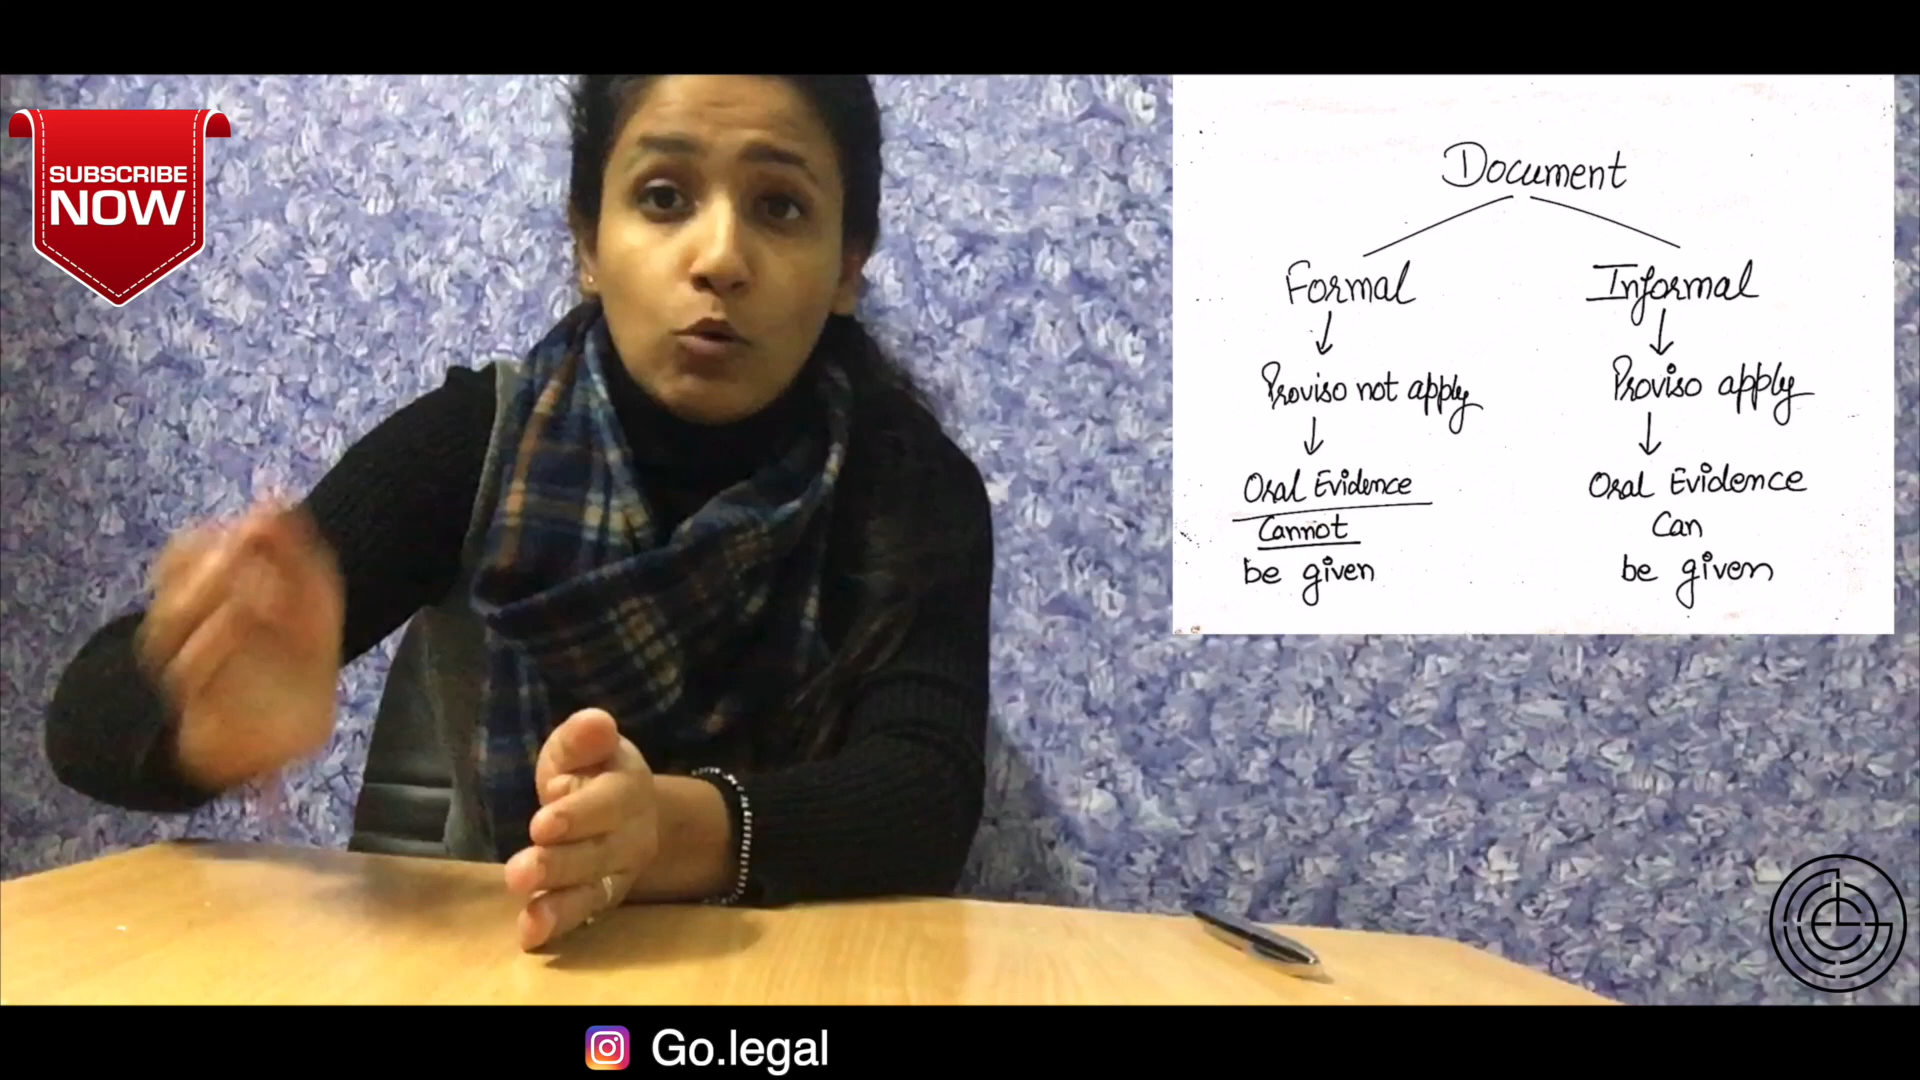 SUBSCRIBE
NOW
Document
Formal Informal
Proviso not apply Proviso apply
Oral Evidence Oral Evidence
Cannot Can
be given be given
Go.legal